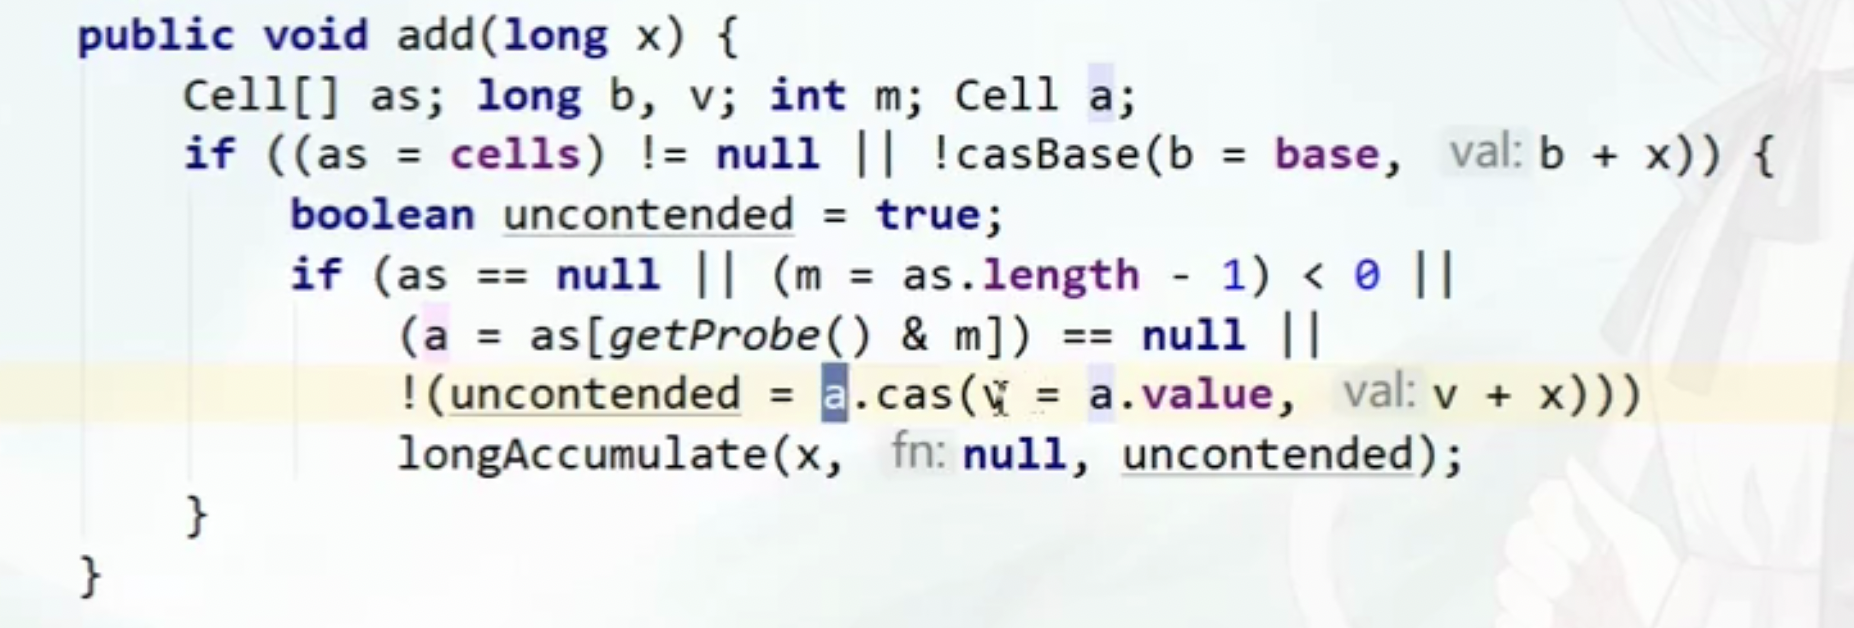 public void add(long x) {
Cell[] as; long b, v; int m; Cell a;
if ((as = cells) != null || !casBase(b = base, val: b + x)) {
boolean uncontended = true;
if (as == null || (m = as.length - 1) < 0 ||
(a = as[getProbe() & m]) == null ||
!(uncontended = a.cas(v = a.value, val: v + x)))
longAccumulate(x, fn: null, uncontended);
}
}